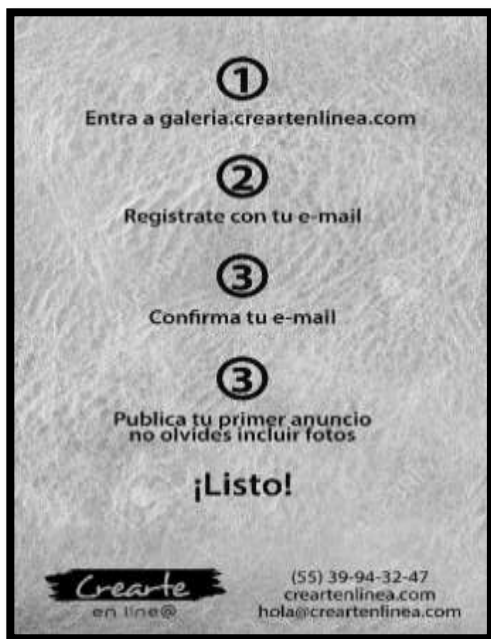 1
Entra a galeria.creartenlinea.com
2
Registrate con tu e-mail
3
Confirma tu e-mail
3
Publica tu primer anuncio
no olvides incluir fotos
¡Listo!
Crearte
en line@
(55) 39-94-32-47
creartenlinea.com
hola@creartenlinea.com